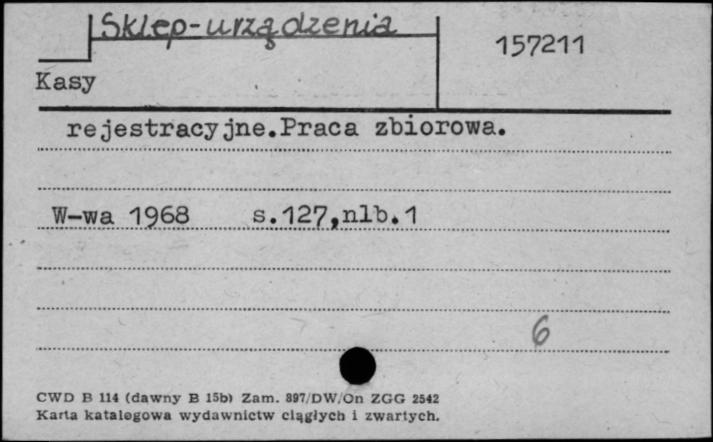 Sklep-urządzenia
157211
Kasy
rejestracyjne.Praca zbiorowa.
W-wa 1968 s.127,nlb.1
6
CWD B 114 (dawny B 15b) Zam. 897/DW/On ZGG 2542
Karta katalogowa wydawnictw ciągłych i zwartych.